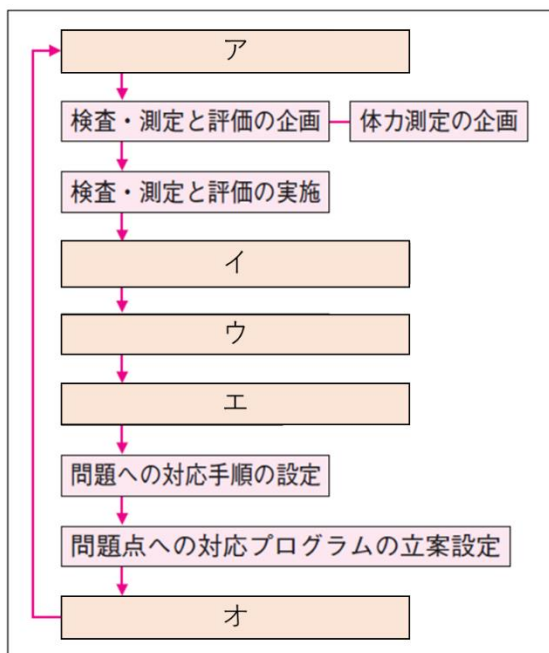 ア
検査・測定と評価の企画
体力測定の企画
検査・測定と評価の実施
イ
ウ
エ
問題への対応手順の設定
問題点への対応プログラムの立案設定
オ